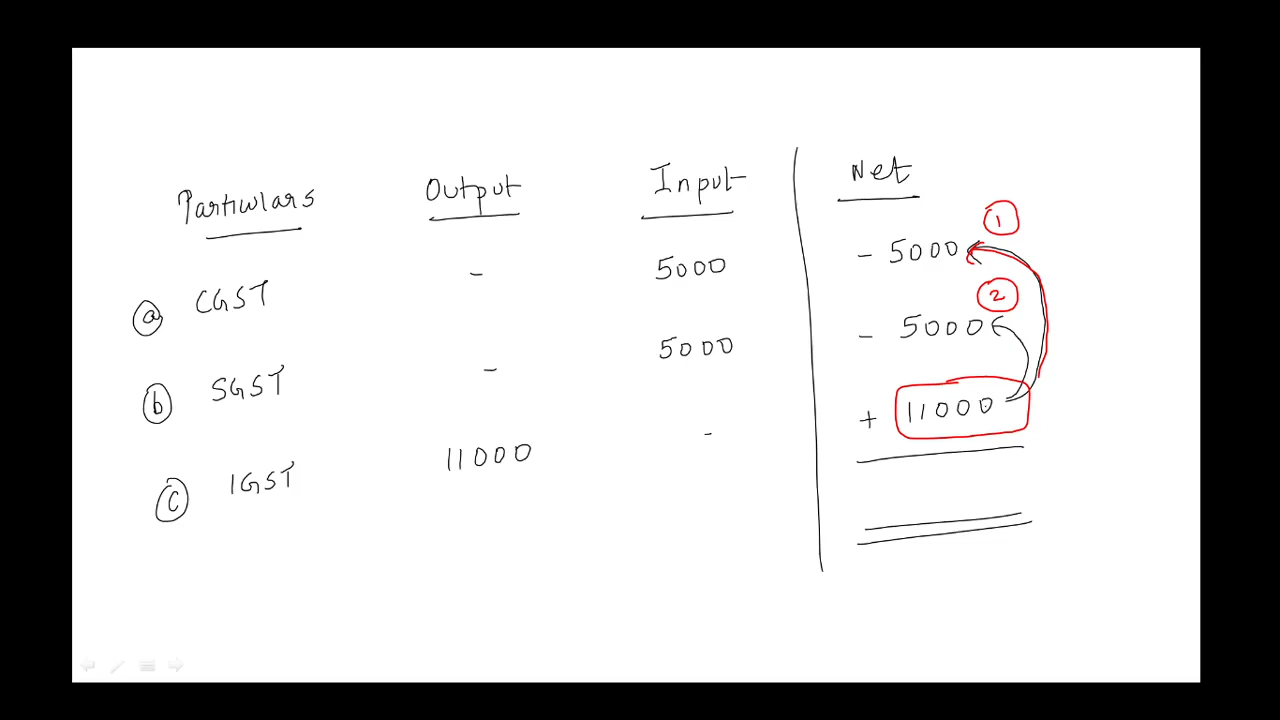 Particulars Output Input Net
a CGST - 5000 - 5000 1
b SGST - 5000 - 5000 2
c IGST 11000 - + 11000